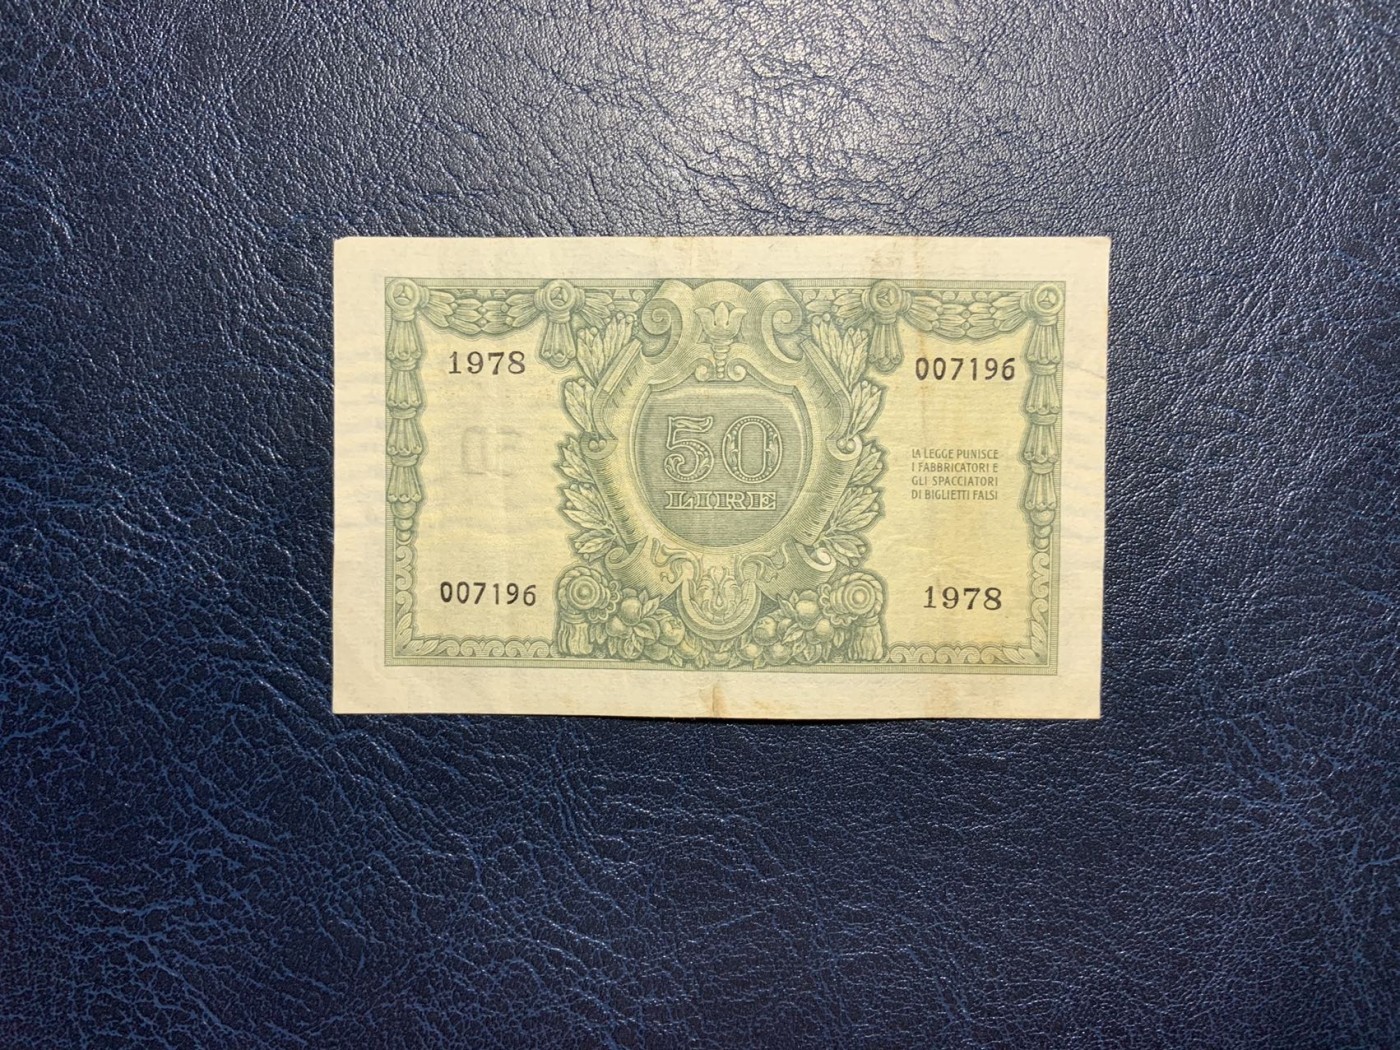 1978
007196
50
LIRE
LA LEGGE PUNISCE
I FABBRICATORI E
GLI SPACCIATORI
DI BIGLIETTI FALSI
007196
1978